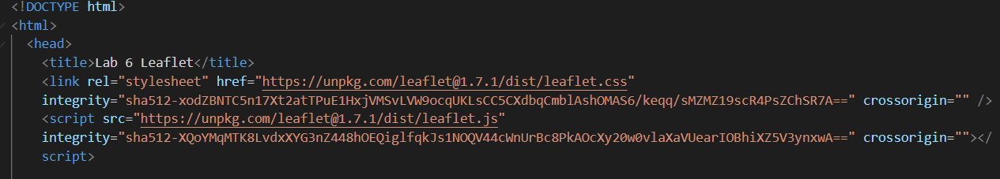 <!DOCTYPE html>
<html>
<head>
<title>Lab 6 Leaflet</title>
<link rel="stylesheet" href="https://unpkg.com/leaflet@1.7.1/dist/leaflet.css"
integrity="sha512-xodZBNTC5n17Xt2atTPuE1HxjVMSvLVW9ocqUKLsCC5CXdbqCmblAshOMAS6/keqq/sMZMZ19scR4PsZChSR7A==" crossorigin="" />
<script src="https://unpkg.com/leaflet@1.7.1/dist/leaflet.js"
integrity="sha512-XQoYMqMTK8LvdxXYG3nZ448hOEQiglfqkJs1NOQV44cWnUrBc8PkAOcXy20w0vlaXaVUearIOBhiXZ5V3ynxwA==" crossorigin=""></
script>